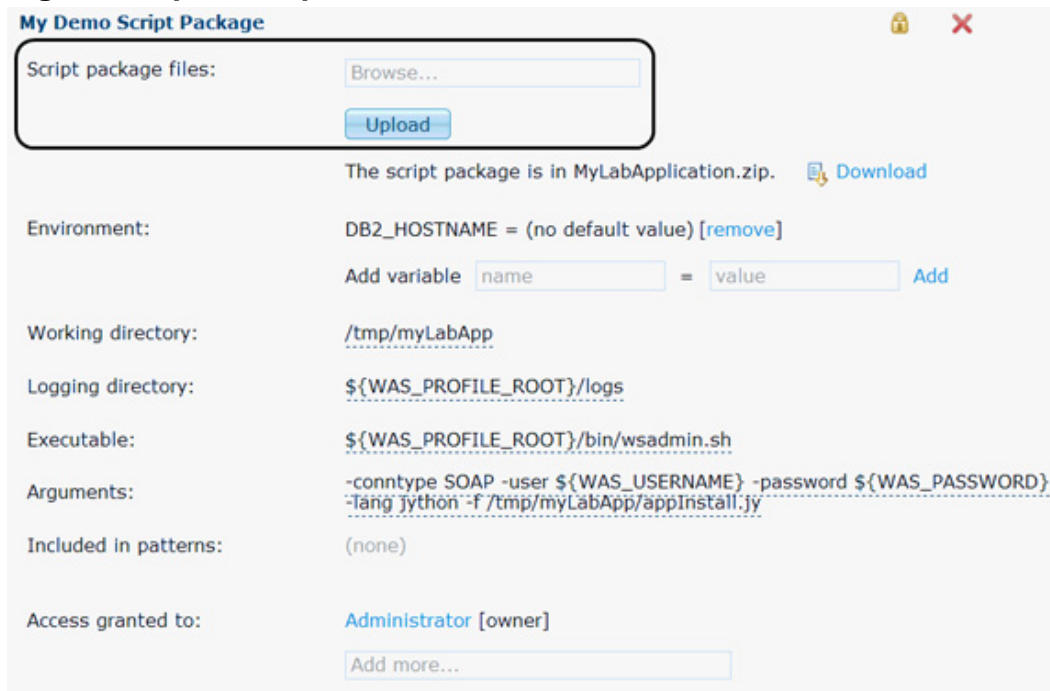 My Demo Script Package
Script package files:
Browse...
Upload
The script package is in MyLabApplication.zip. Download
Environment: DB2_HOSTNAME = (no default value) [remove]
Add variable name = value Add
Working directory: /tmp/myLabApp
Logging directory: ${WAS_PROFILE_ROOT}/logs
Executable: ${WAS_PROFILE_ROOT}/bin/wsadmin.sh
Arguments: -conntype SOAP -user ${WAS_USERNAME} -password ${WAS_PASSWORD}
-lang jython -f /tmp/myLabApp/appInstall.jy
Included in patterns: (none)
Access granted to: Administrator [owner]
Add more...